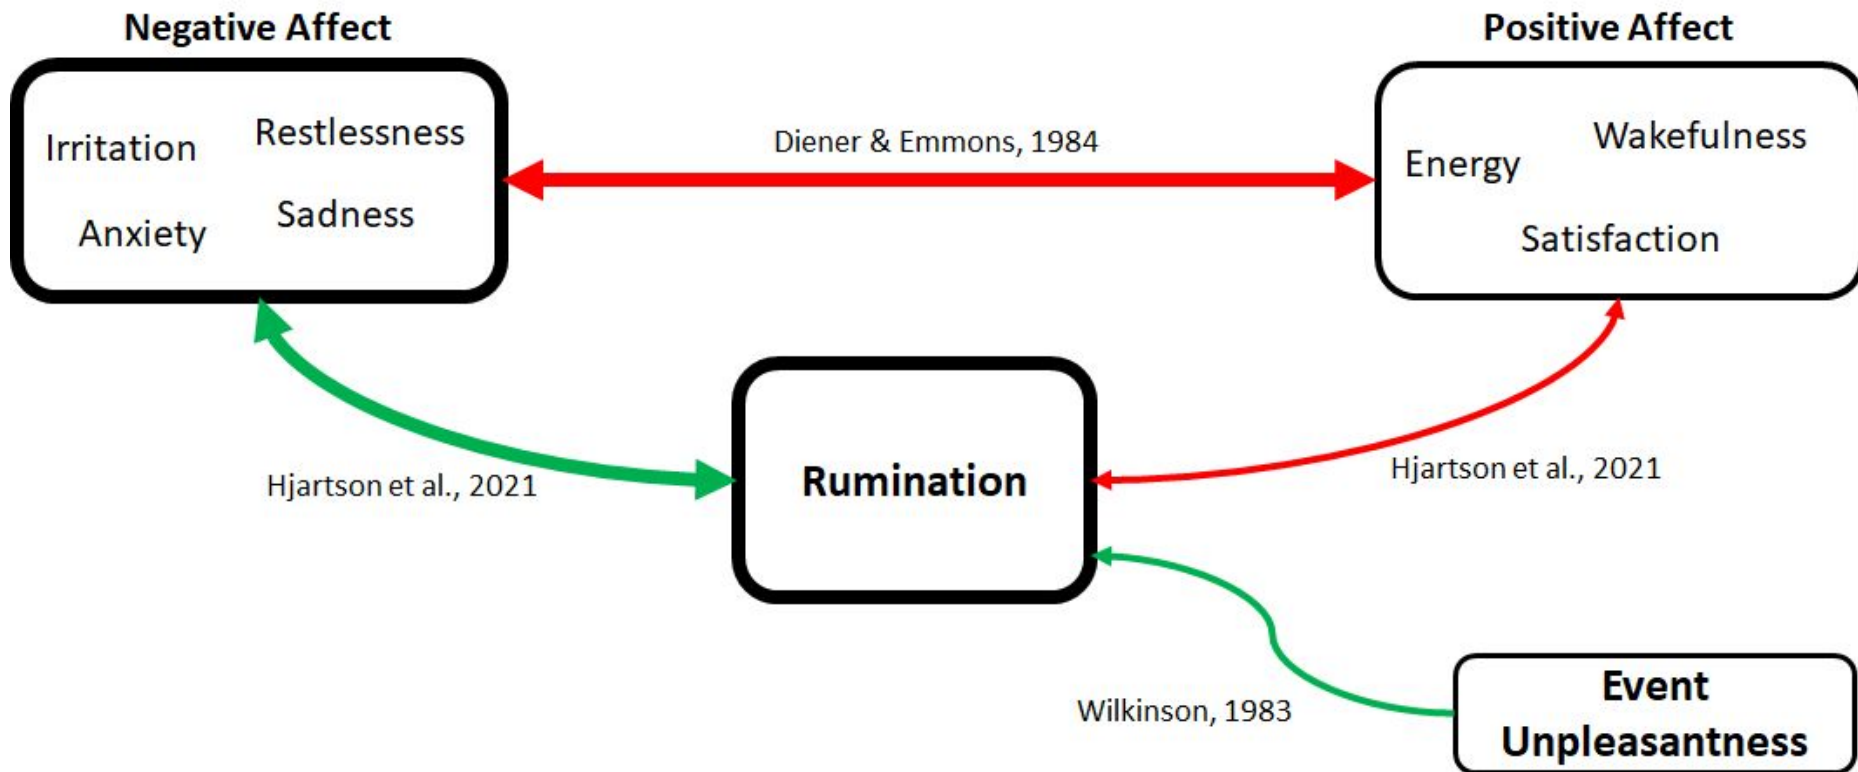 Negative Affect
Positive Affect
Irritation
Restlessness
Anxiety
Sadness
Diener & Emmons, 1984
Energy
Wakefulness
Satisfaction
Hjartson et al., 2021
Rumination
Hjartson et al., 2021
Wilkinson, 1983
Event
Unpleasantness